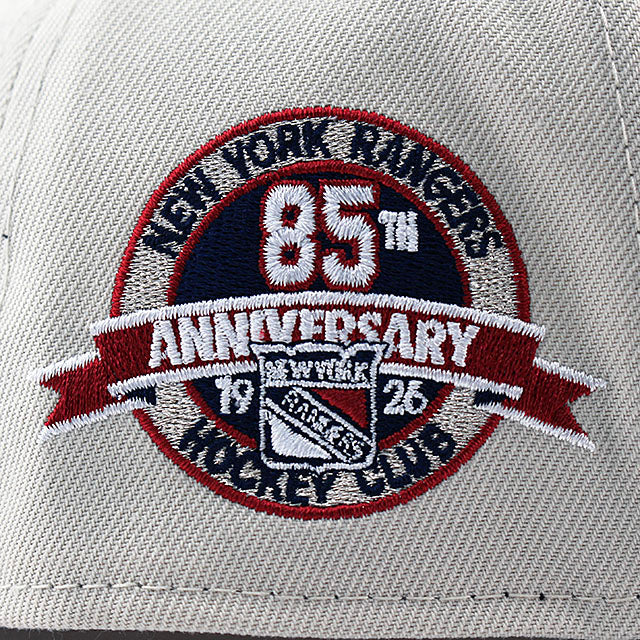 NEW YORK RANGERS
85TH
ANNIVERSARY
19 26
NEW YORK
RANGERS
HOCKEY CLUB